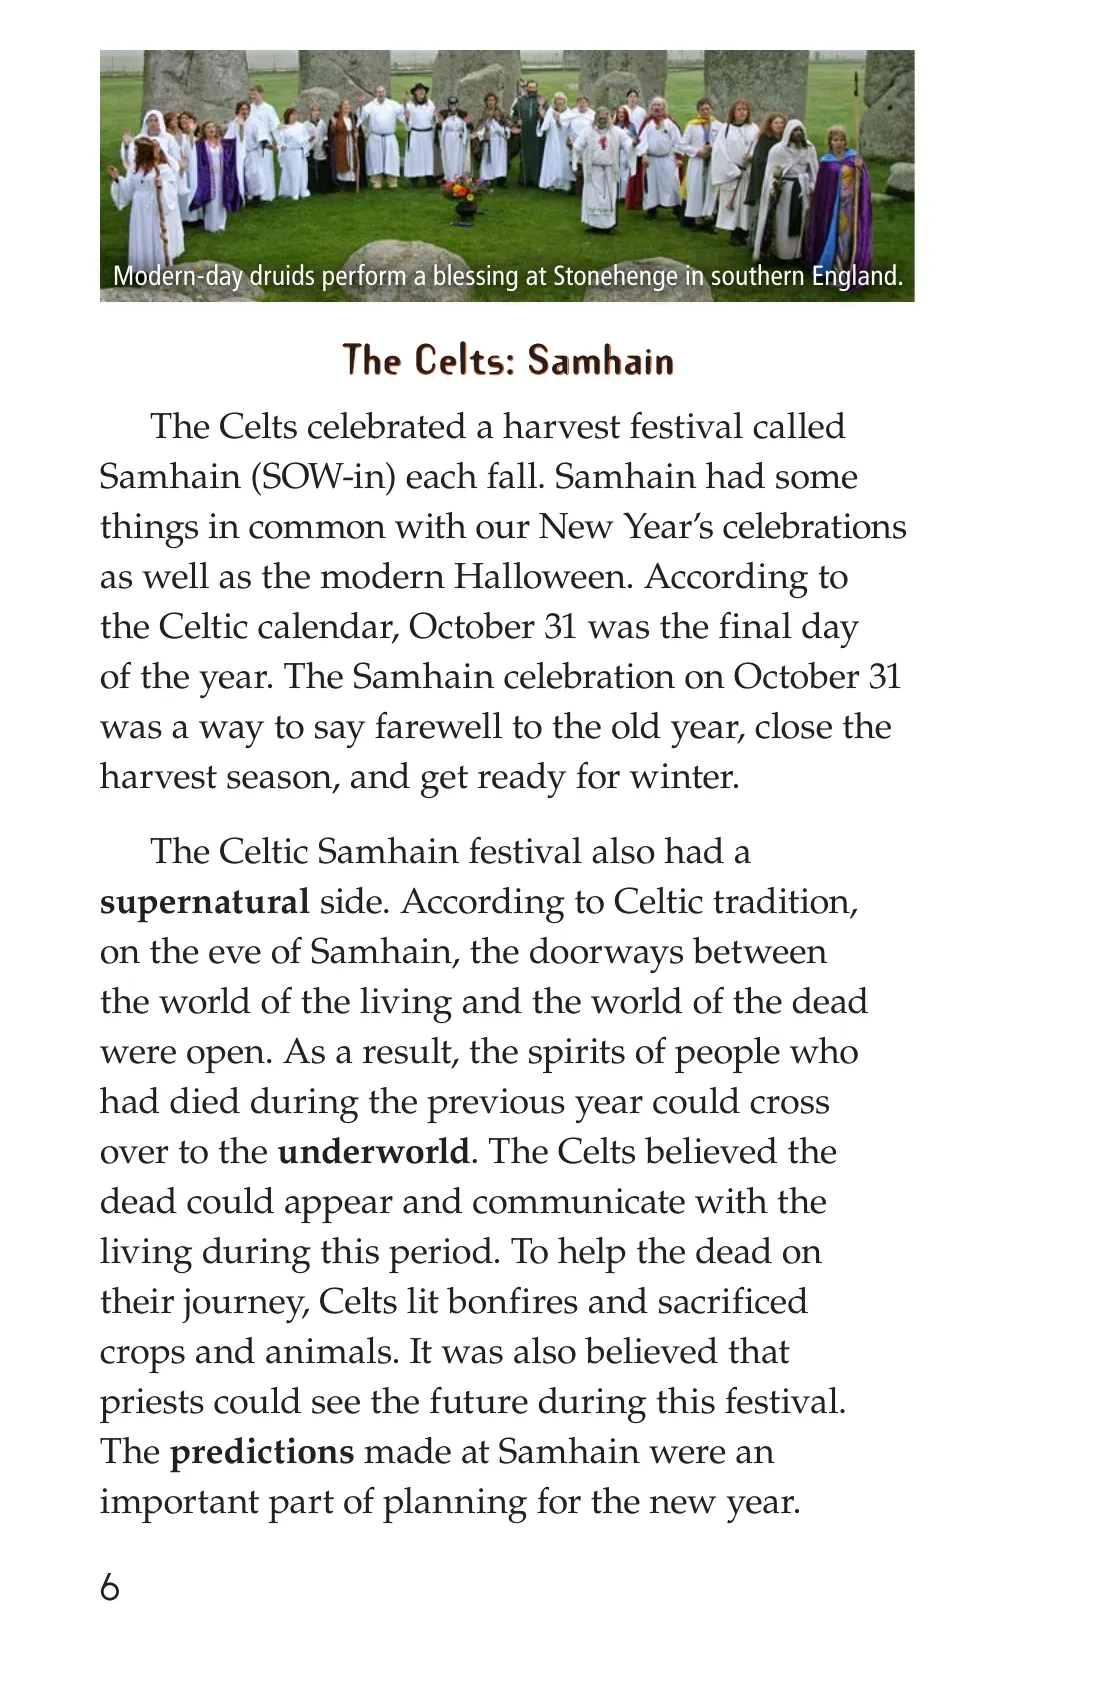 Modern-day druids perform a blessing at Stonehenge in southern England.
The Celts: Samhain
The Celts celebrated a harvest festival called
Samhain (SOW-in) each fall. Samhain had some
things in common with our New Year’s celebrations
as well as the modern Halloween. According to
the Celtic calendar, October 31 was the final day
of the year. The Samhain celebration on October 31
was a way to say farewell to the old year, close the
harvest season, and get ready for winter.
The Celtic Samhain festival also had a
supernatural side. According to Celtic tradition,
on the eve of Samhain, the doorways between
the world of the living and the world of the dead
were open. As a result, the spirits of people who
had died during the previous year could cross
over to the underworld. The Celts believed the
dead could appear and communicate with the
living during this period. To help the dead on
their journey, Celts lit bonfires and sacrificed
crops and animals. It was also believed that
priests could see the future during this festival.
The predictions made at Samhain were an
important part of planning for the new year.
6